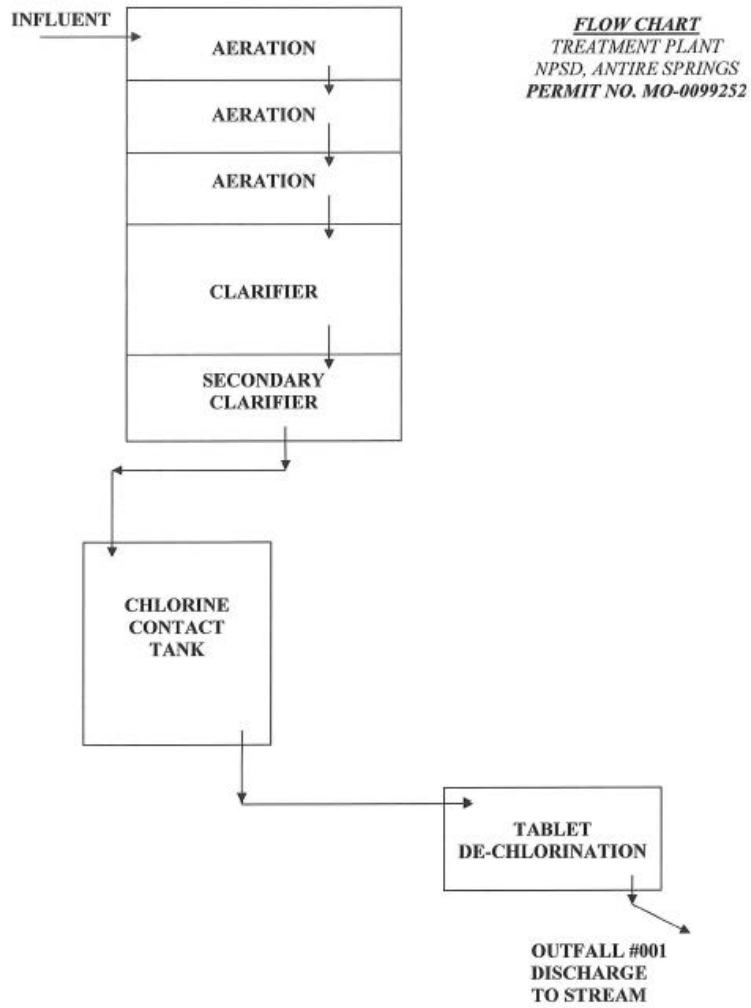 INFLUENT
FLOW CHART
TREATMENT PLANT
NPSD, ANTIRE SPRINGS
PERMIT NO. MO-0099252
AERATION
AERATION
AERATION
CLARIFIER
SECONDARY
CLARIFIER
CHLORINE
CONTACT
TANK
TABLET
DE-CHLORINATION
OUTFALL #001
DISCHARGE
TO STREAM